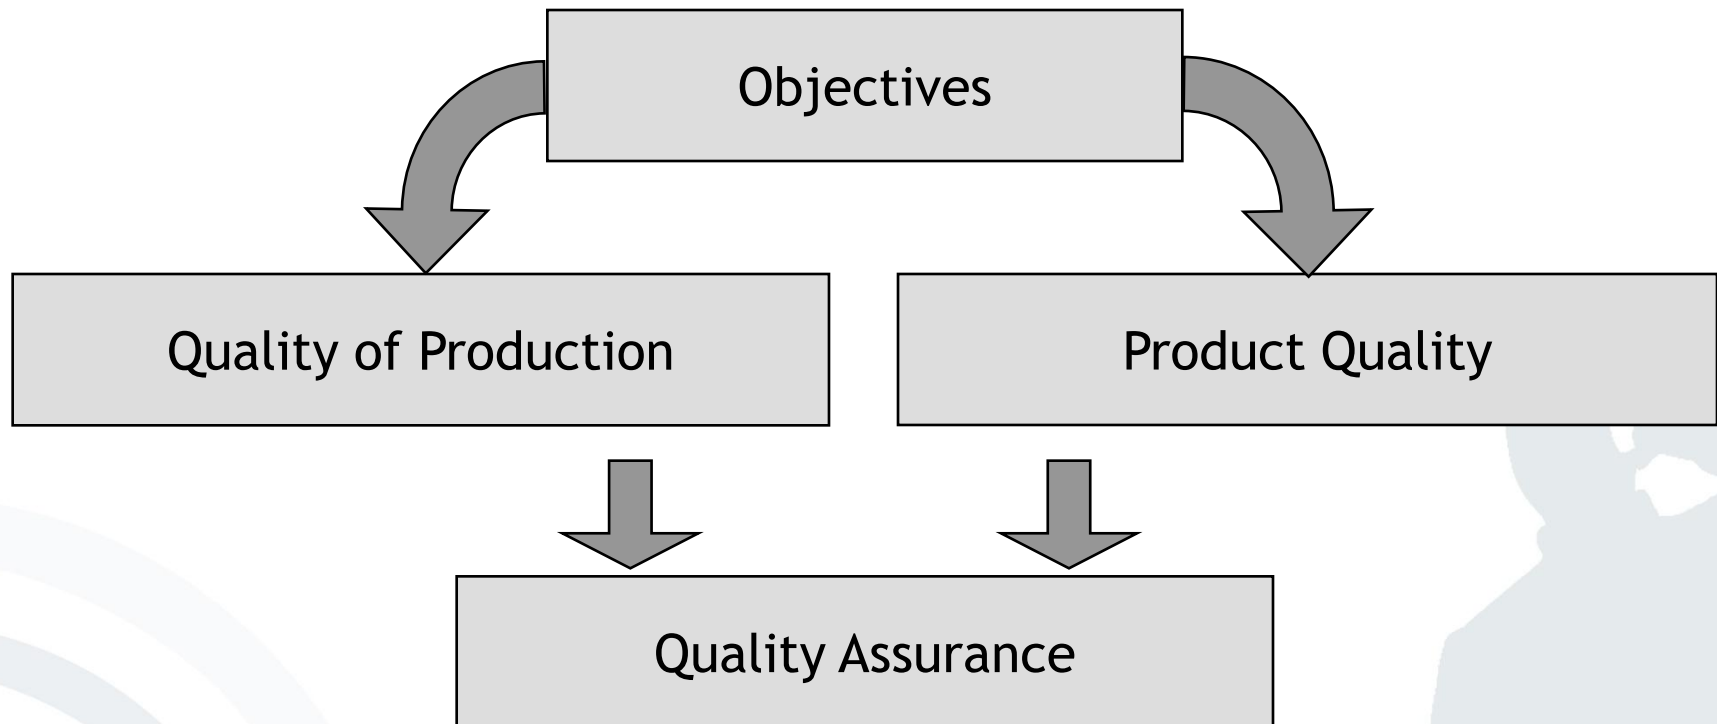 Objectives
Quality of Production
Product Quality
Quality Assurance